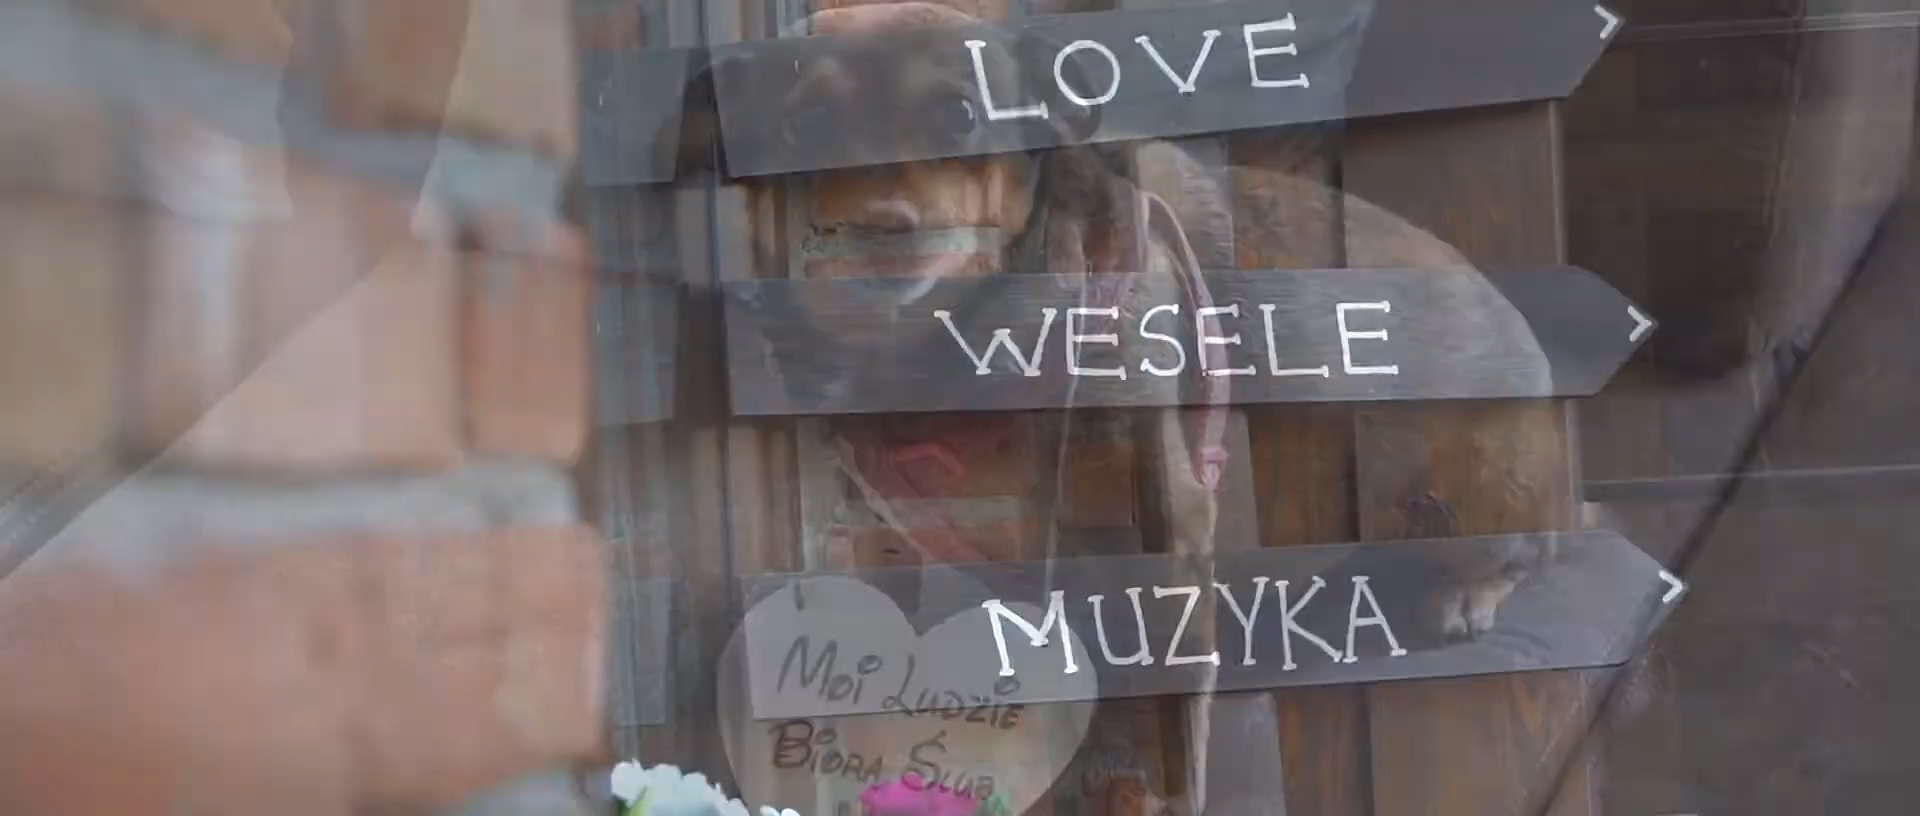 LOVE >
WESELE >
MUZYKA >
Moi Ludzie
Biorą Ślub